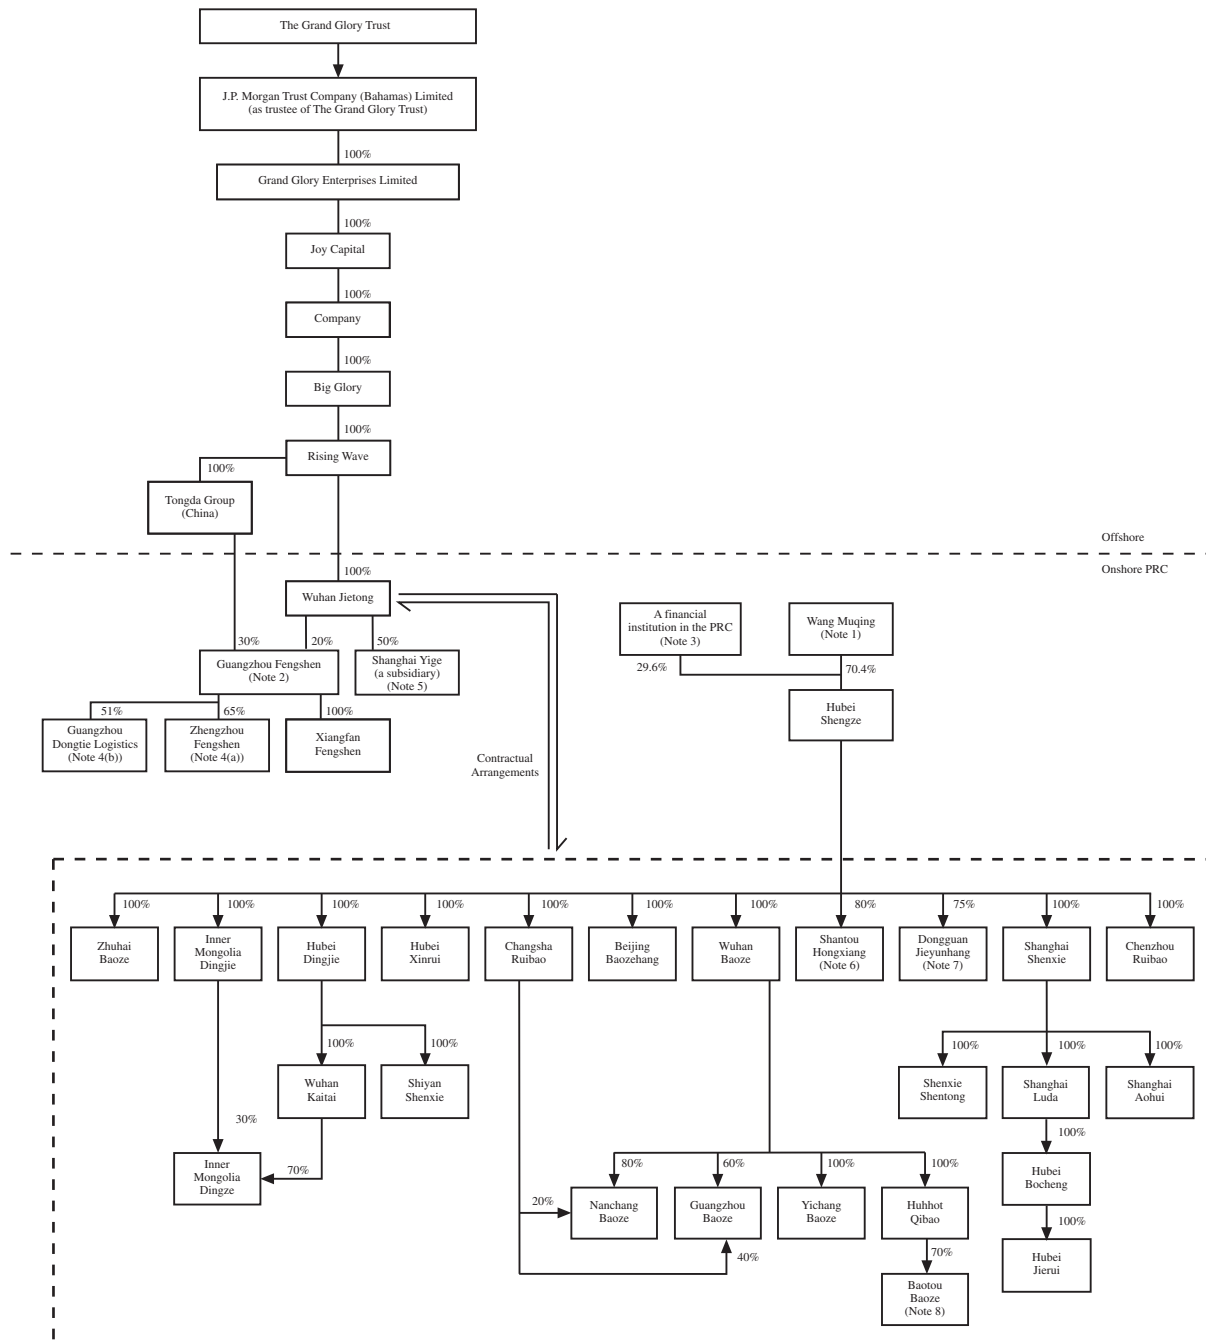 The Grand Glory Trust
J.P. Morgan Trust Company (Bahamas) Limited
(as trustee of The Grand Glory Trust)
100%
Grand Glory Enterprises Limited
100%
Joy Capital
100%
Company
100%
Big Glory
100%
Rising Wave
100%
Tongda Group
(China)
Offshore
Onshore PRC
100%
Wuhan Jietong
A financial
institution in the PRC
(Note 3)
Wang Muqing
(Note 1)
30%
20%
50%
29.6%
70.4%
Guangzhou Fengshen
(Note 2)
Shanghai Yige
(a subsidiary)
(Note 5)
Hubei
Shengze
51%
65%
100%
Guangzhou
Dongtie Logistics
(Note 4(b))
Zhengzhou
Fengshen
(Note 4(a))
Xiangfan
Fengshen
Contractual
Arrangements
100%
100%
100%
100%
100%
100%
100%
80%
75%
100%
100%
Zhuhai
Baoze
Inner
Mongolia
Dingjie
Hubei
Dingjie
Hubei
Xinrui
Changsha
Ruibao
Beijing
Baozehang
Wuhan
Baoze
Shantou
Hongxiang
(Note 6)
Dongguan
Jieyunhang
(Note 7)
Shanghai
Shenxie
Chenzhou
Ruibao
100%
100%
100%
100%
100%
Wuhan
Kaitai
Shiyan
Shenxie
Shenxie
Shentong
Shanghai
Luda
Shanghai
Aohui
30%
100%
70%
Inner
Mongolia
Dingze
80%
60%
100%
100%
Hubei
Bocheng
20%
Nanchang
Baoze
Guangzhou
Baoze
Yichang
Baoze
Huhhot
Qibao
100%
40%
70%
Hubei
Jierui
Baotou
Baoze
(Note 8)